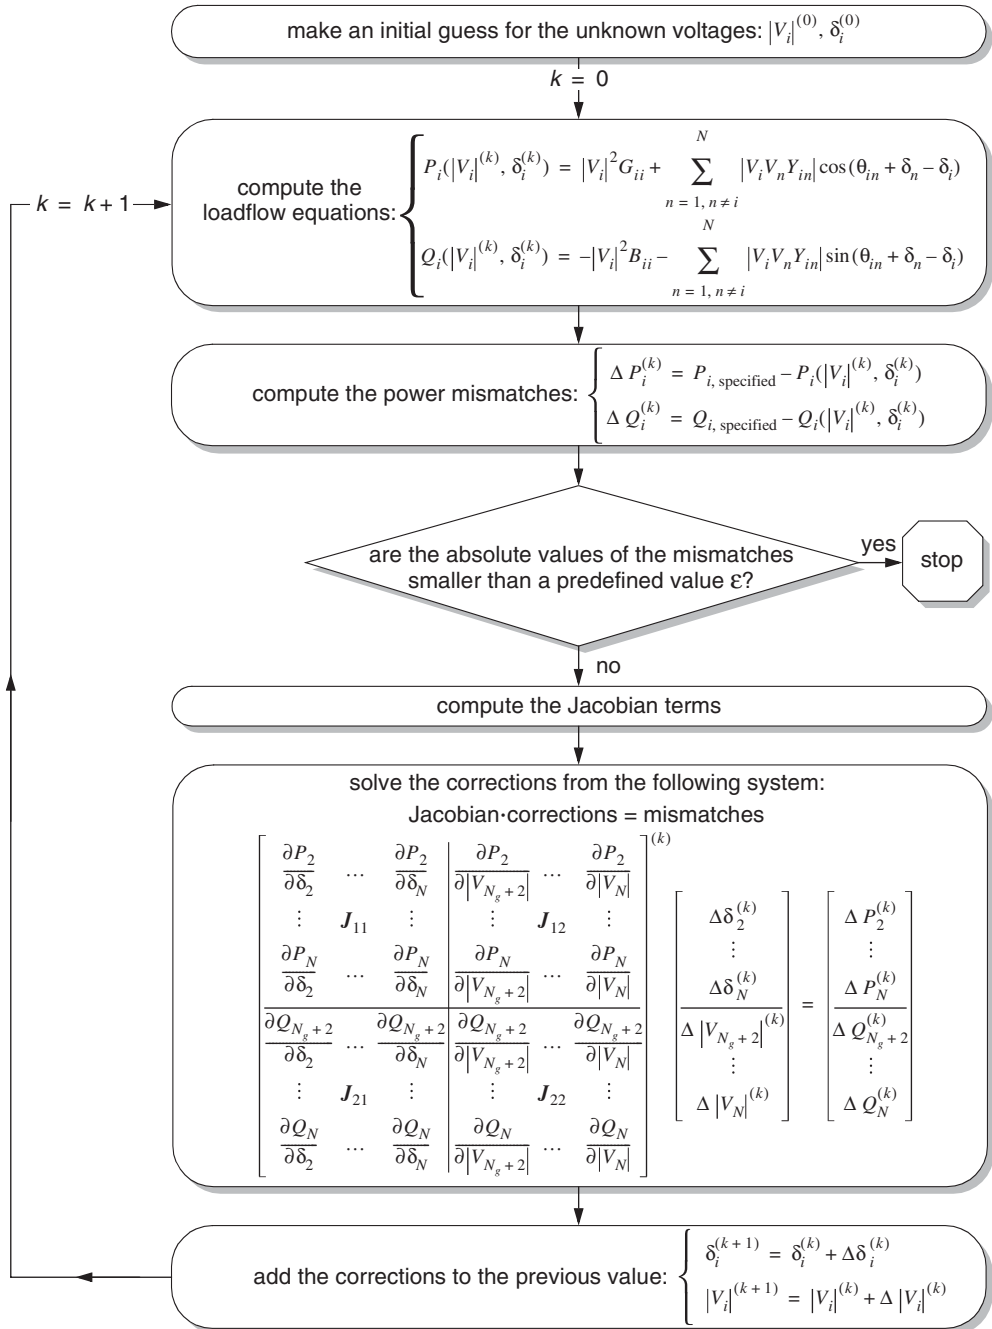 make an initial guess for the unknown voltages: |V_i|^(0), δ_i^(0)
k = 0
k = k+1
compute the loadflow equations:
P_i(|V_i|^(k), δ_i^(k)) = |V_i|^2 G_ii + ∑_{n = 1, n ≠ i}^{N} |V_i V_n Y_in| cos(θ_in + δ_n − δ_i)
Q_i(|V_i|^(k), δ_i^(k)) = −|V_i|^2 B_ii − ∑_{n = 1, n ≠ i}^{N} |V_i V_n Y_in| sin(θ_in + δ_n − δ_i)
compute the power mismatches:
Δ P_i^(k) = P_{i, specified} − P_i(|V_i|^(k), δ_i^(k))
Δ Q_i^(k) = Q_{i, specified} − Q_i(|V_i|^(k), δ_i^(k))
are the absolute values of the mismatches
smaller than a predefined value ε?
yes
stop
no
compute the Jacobian terms
solve the corrections from the following system:
Jacobian·corrections = mismatches
∂P_2/∂δ_2 … ∂P_2/∂δ_N | ∂P_2/∂|V_{N_g+2}| … ∂P_2/∂|V_N| (k)
⋮ J_11 ⋮ | ⋮ J_12 ⋮
∂P_N/∂δ_2 … ∂P_N/∂δ_N | ∂P_N/∂|V_{N_g+2}| … ∂P_N/∂|V_N|
∂Q_{N_g+2}/∂δ_2 … ∂Q_{N_g+2}/∂δ_N | ∂Q_{N_g+2}/∂|V_{N_g+2}| … ∂Q_{N_g+2}/∂|V_N|
⋮ J_21 ⋮ | ⋮ J_22 ⋮
∂Q_N/∂δ_2 … ∂Q_N/∂δ_N | ∂Q_N/∂|V_{N_g+2}| … ∂Q_N/∂|V_N|
Δδ_2^(k)
⋮
Δδ_N^(k)
Δ |V_{N_g+2}|^(k)
⋮
Δ |V_N|^(k)
=
Δ P_2^(k)
⋮
Δ P_N^(k)
Δ Q_{N_g+2}^(k)
⋮
Δ Q_N^(k)
add the corrections to the previous value:
δ_i^(k+1) = δ_i^(k) + Δδ_i^(k)
|V_i|^(k+1) = |V_i|^(k) + Δ |V_i|^(k)